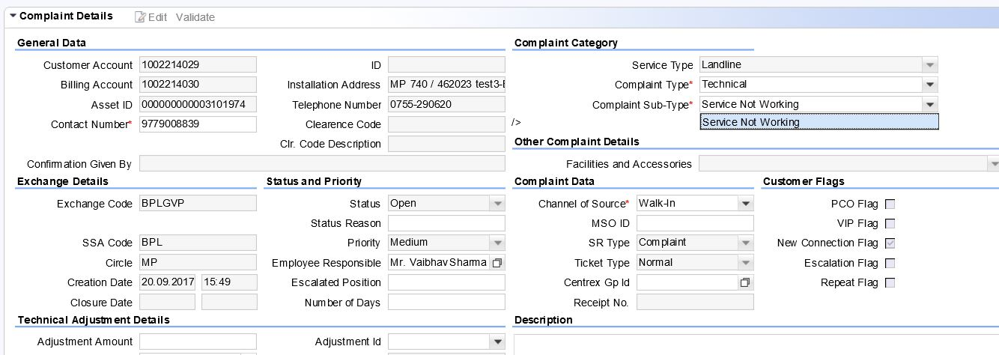 Complaint Details Edit Validate
General Data Complaint Category
Customer Account 1002214029 ID Service Type Landline
Billing Account 1002214030 Installation Address MP 740 / 462023 test3- Complaint Type* Technical
Asset ID 000000000003101974 Telephone Number 0755-290620 Complaint Sub-Type* Service Not Working
Contact Number* 9779008839 Clearence Code /> Service Not Working
Clr. Code Description Other Complaint Details
Confirmation Given By Facilities and Accessories
Exchange Details Status and Priority Complaint Data Customer Flags
Exchange Code BPLGVP Status Open Channel of Source* Walk-In PCO Flag
Status Reason MSO ID VIP Flag
SSA Code BPL Priority Medium SR Type Complaint New Connection Flag
Circle MP Employee Responsible Mr. Vaibhav Sharma Ticket Type Normal Escalation Flag
Creation Date 20.09.2017 15:49 Escalated Position Centrex Gp Id Repeat Flag
Closure Date Number of Days Receipt No.
Technical Adjustment Details Description
Adjustment Amount Adjustment Id